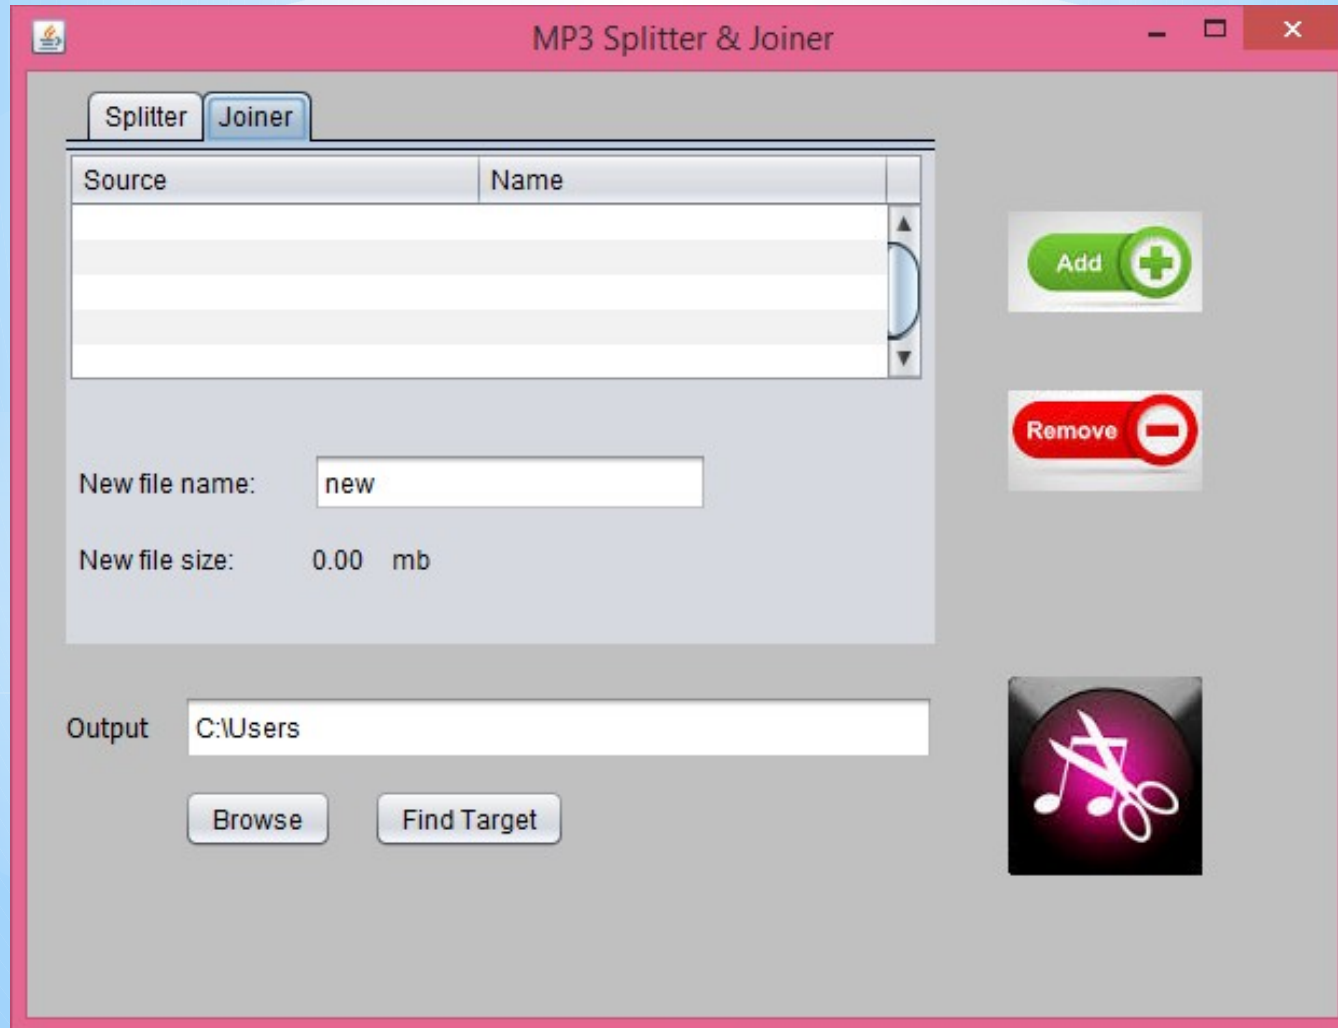 MP3 Splitter & Joiner
Splitter Joiner
Source Name
Add
Remove
New file name: new
New file size: 0.00 mb
Output C:\Users
Browse Find Target